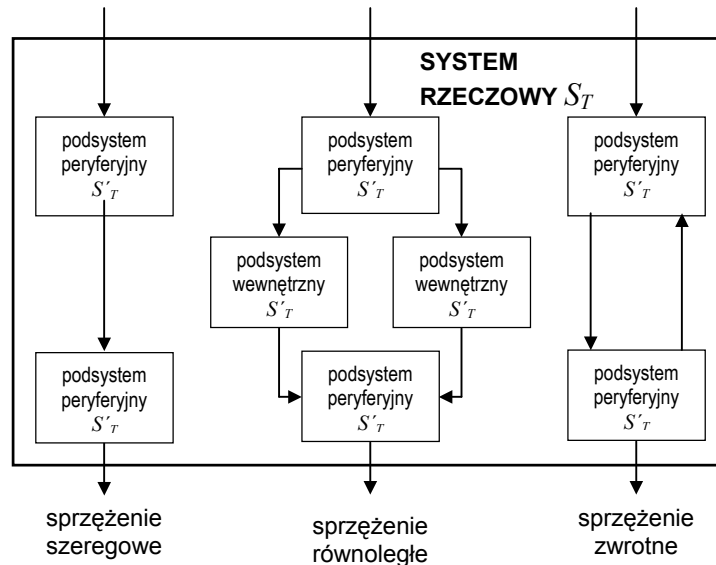 SYSTEM
RZECZOWY S_T
podsystem
peryferyjny
S´_T
podsystem
peryferyjny
S´_T
podsystem
peryferyjny
S´_T
podsystem
wewnętrzny
S´_T
podsystem
wewnętrzny
S´_T
podsystem
peryferyjny
S´_T
podsystem
peryferyjny
S´_T
podsystem
peryferyjny
S´_T
sprzężenie
szeregowe
sprzężenie
równoległe
sprzężenie
zwrotne